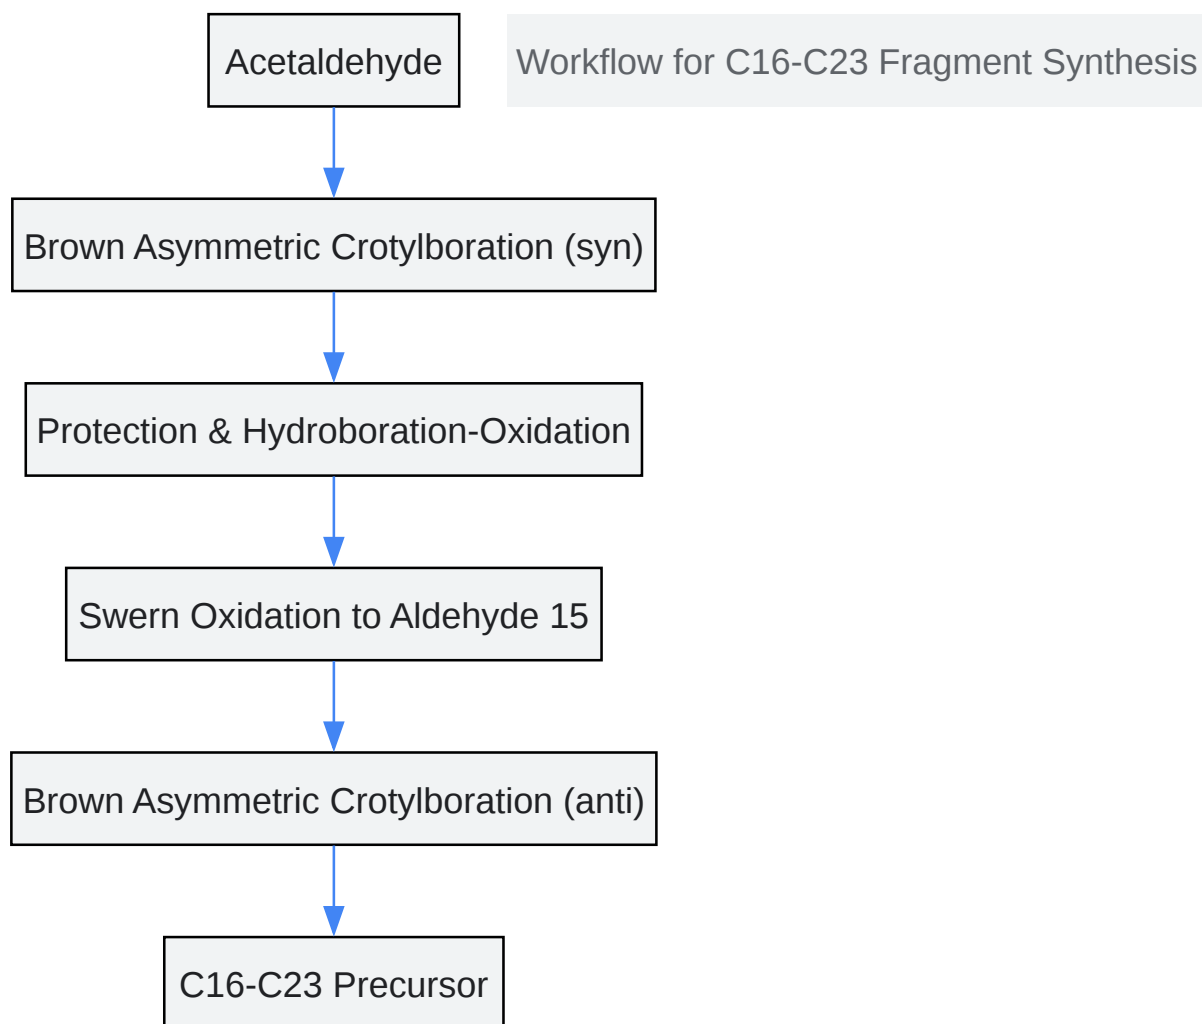 Acetaldehyde
Workflow for C16-C23 Fragment Synthesis
Brown Asymmetric Crotylboration (syn)
Protection & Hydroboration-Oxidation
Swern Oxidation to Aldehyde 15
Brown Asymmetric Crotylboration (anti)
C16-C23 Precursor